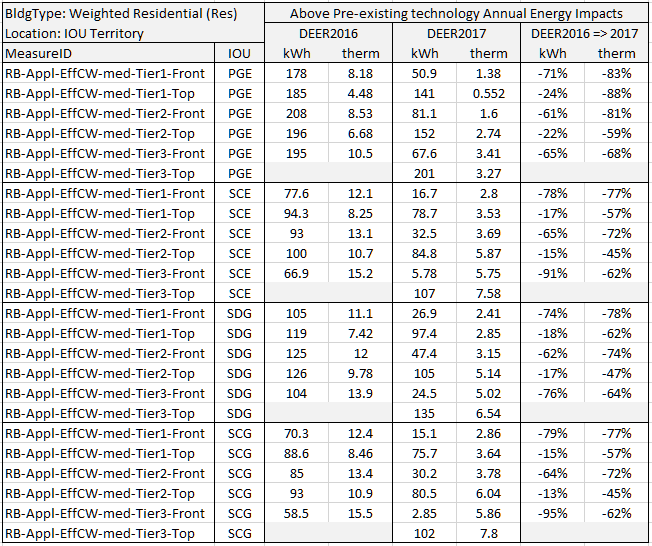 BldgType: Weighted Residential (Res) Above Pre-existing technology Annual Energy Impacts
Location: IOU Territory DEER2016 DEER2017 DEER2016 => 2017
MeasureID IOU kWh therm kWh therm kWh therm
RB-Appl-EffCW-med-Tier1-Front PGE 178 8.18 50.9 1.38 -71% -83%
RB-Appl-EffCW-med-Tier1-Top PGE 185 4.48 141 0.552 -24% -88%
RB-Appl-EffCW-med-Tier2-Front PGE 208 8.53 81.1 1.6 -61% -81%
RB-Appl-EffCW-med-Tier2-Top PGE 196 6.68 152 2.74 -22% -59%
RB-Appl-EffCW-med-Tier3-Front PGE 195 10.5 67.6 3.41 -65% -68%
RB-Appl-EffCW-med-Tier3-Top PGE 201 3.27
RB-Appl-EffCW-med-Tier1-Front SCE 77.6 12.1 16.7 2.8 -78% -77%
RB-Appl-EffCW-med-Tier1-Top SCE 94.3 8.25 78.7 3.53 -17% -57%
RB-Appl-EffCW-med-Tier2-Front SCE 93 13.1 32.5 3.69 -65% -72%
RB-Appl-EffCW-med-Tier2-Top SCE 100 10.7 84.8 5.87 -15% -45%
RB-Appl-EffCW-med-Tier3-Front SCE 66.9 15.2 5.78 5.75 -91% -62%
RB-Appl-EffCW-med-Tier3-Top SCE 107 7.58
RB-Appl-EffCW-med-Tier1-Front SDG 105 11.1 26.9 2.41 -74% -78%
RB-Appl-EffCW-med-Tier1-Top SDG 119 7.42 97.4 2.85 -18% -62%
RB-Appl-EffCW-med-Tier2-Front SDG 125 12 47.4 3.15 -62% -74%
RB-Appl-EffCW-med-Tier2-Top SDG 126 9.78 105 5.14 -17% -47%
RB-Appl-EffCW-med-Tier3-Front SDG 104 13.9 24.5 5.02 -76% -64%
RB-Appl-EffCW-med-Tier3-Top SDG 135 6.54
RB-Appl-EffCW-med-Tier1-Front SCG 70.3 12.4 15.1 2.86 -79% -77%
RB-Appl-EffCW-med-Tier1-Top SCG 88.6 8.46 75.7 3.64 -15% -57%
RB-Appl-EffCW-med-Tier2-Front SCG 85 13.4 30.2 3.78 -64% -72%
RB-Appl-EffCW-med-Tier2-Top SCG 93 10.9 80.5 6.04 -13% -45%
RB-Appl-EffCW-med-Tier3-Front SCG 58.5 15.5 2.85 5.86 -95% -62%
RB-Appl-EffCW-med-Tier3-Top SCG 102 7.8